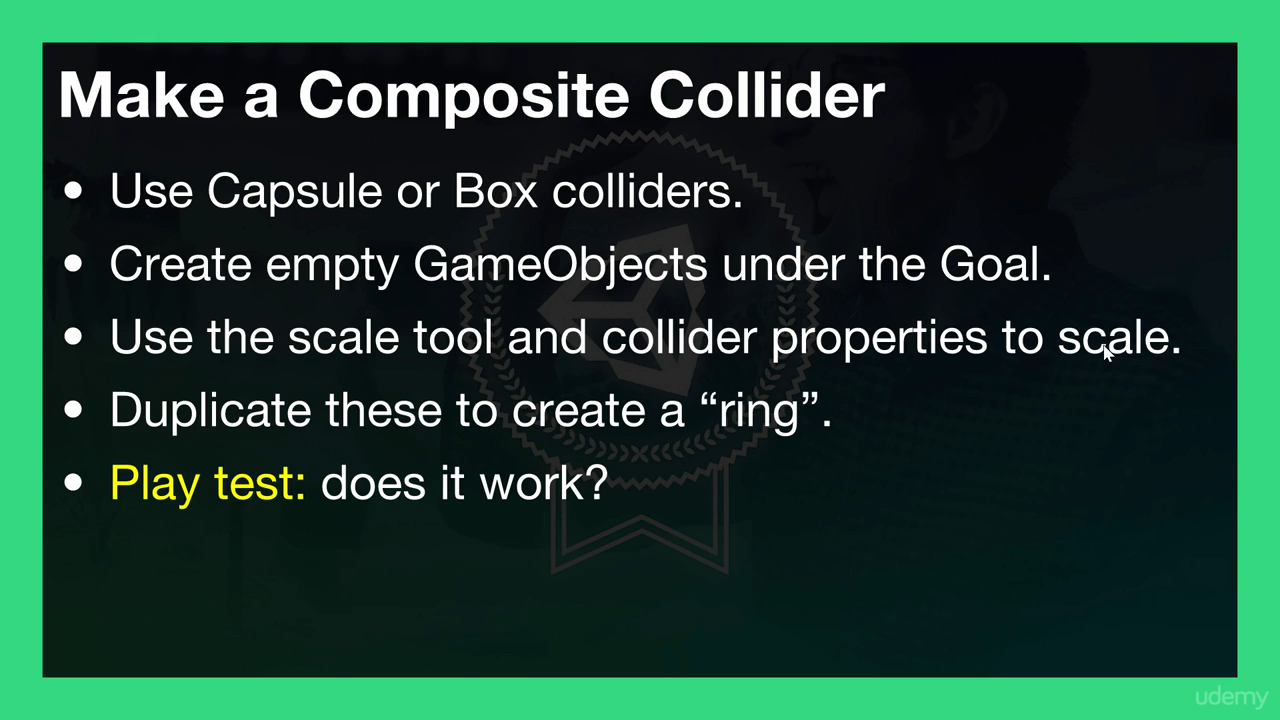 Make a Composite Collider
• Use Capsule or Box colliders.
• Create empty GameObjects under the Goal.
• Use the scale tool and collider properties to scale.
• Duplicate these to create a “ring”.
• Play test: does it work?
udemy